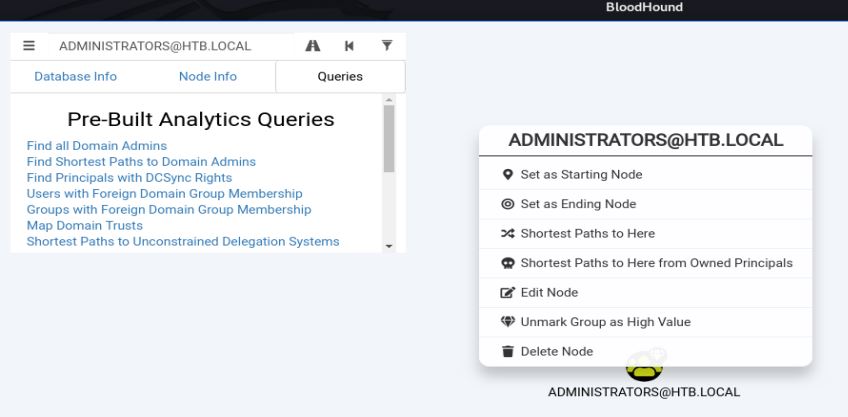 BloodHound
ADMINISTRATORS@HTB.LOCAL
Database Info Node Info Queries
Pre-Built Analytics Queries
Find all Domain Admins
Find Shortest Paths to Domain Admins
Find Principals with DCSync Rights
Users with Foreign Domain Group Membership
Groups with Foreign Domain Group Membership
Map Domain Trusts
Shortest Paths to Unconstrained Delegation Systems
ADMINISTRATORS@HTB.LOCAL
Set as Starting Node
Set as Ending Node
Shortest Paths to Here
Shortest Paths to Here from Owned Principals
Edit Node
Unmark Group as High Value
Delete Node
ADMINISTRATORS@HTB.LOCAL